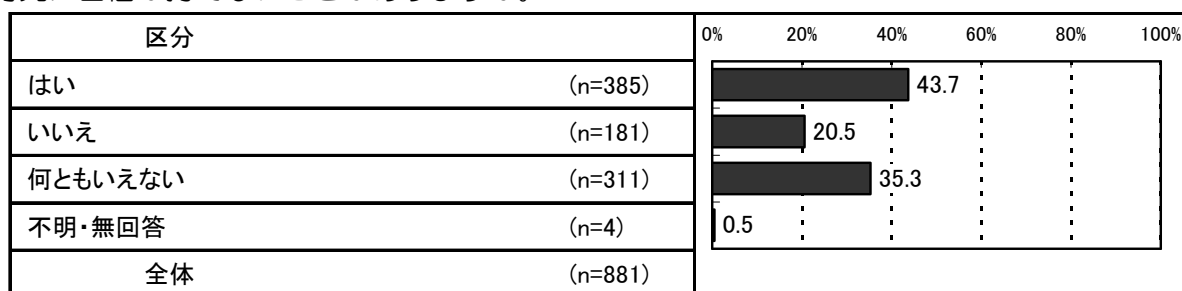 区分 0% 20% 40% 60% 80% 100%
はい (n=385) 43.7
いいえ (n=181) 20.5
何ともいえない (n=311) 35.3
不明・無回答 (n=4) 0.5
全体 (n=881)